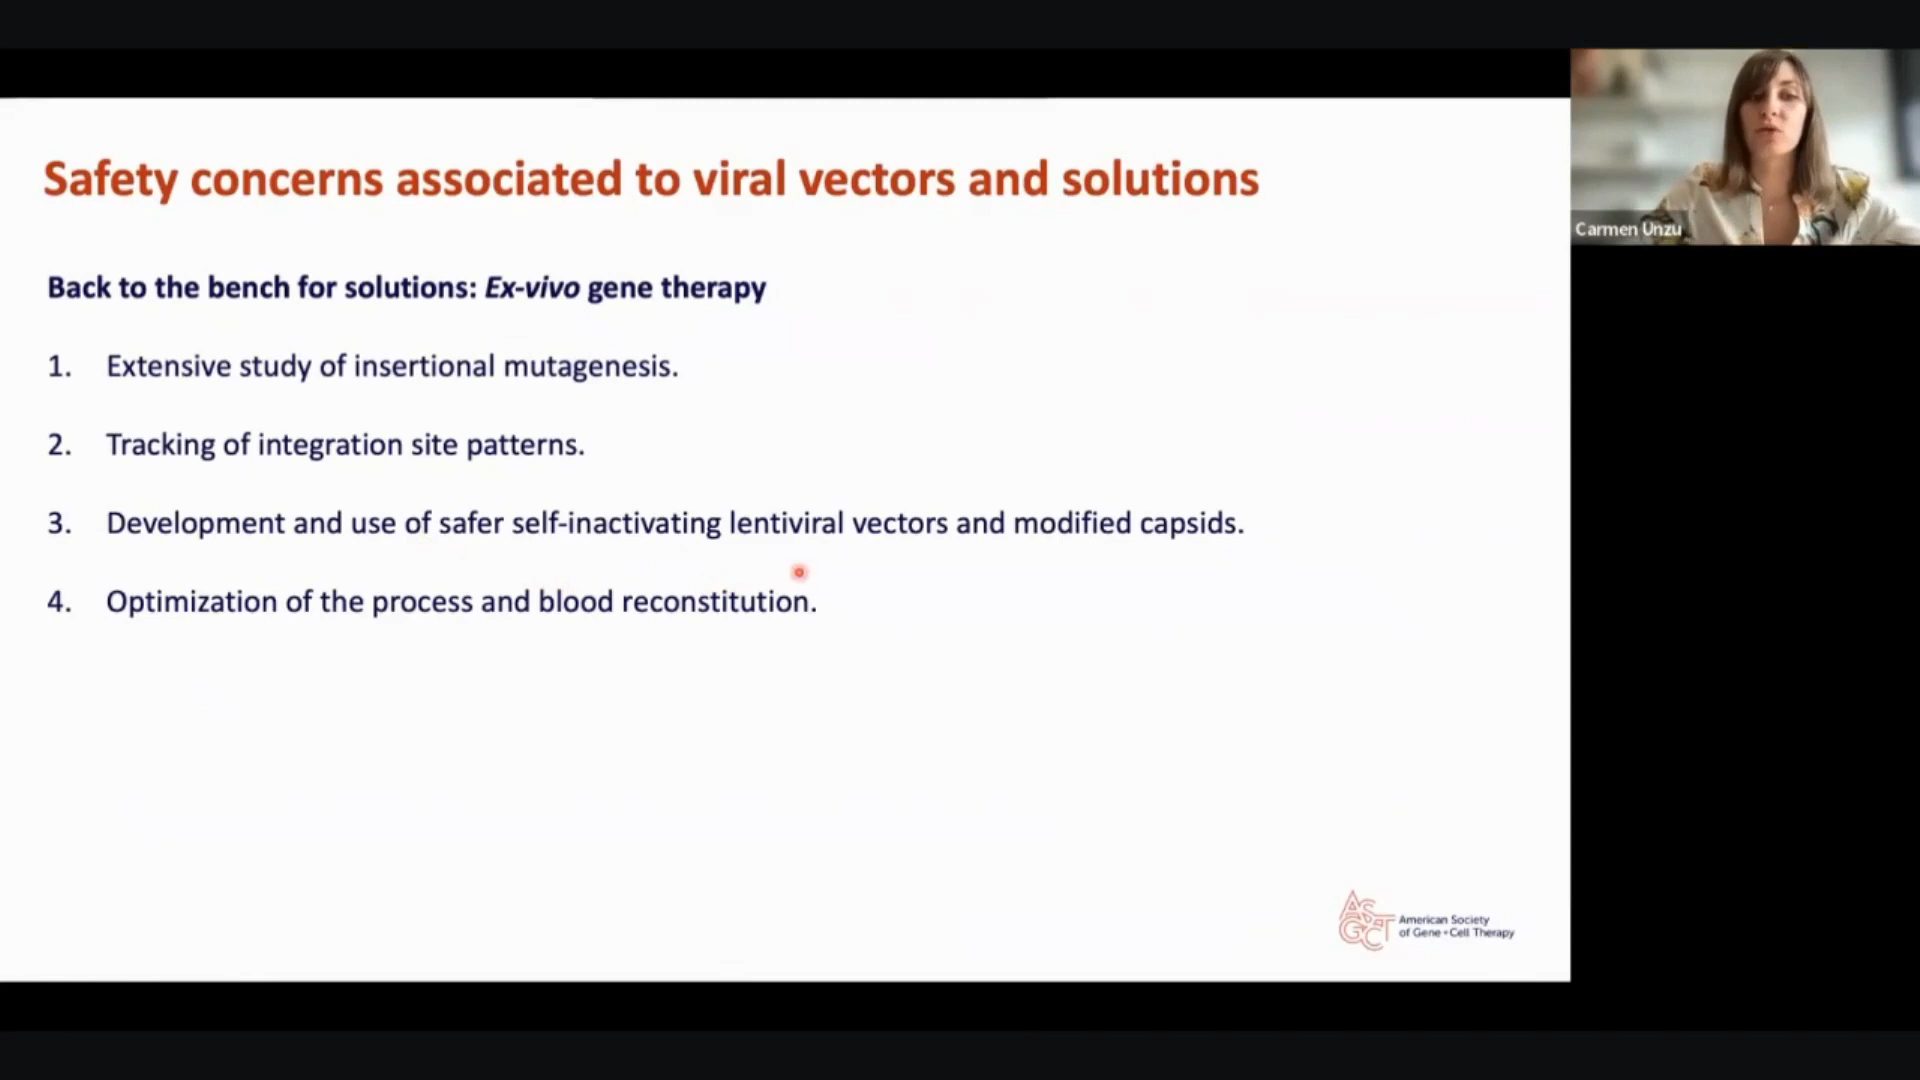 Safety concerns associated to viral vectors and solutions
Carmen Unzu
Back to the bench for solutions: Ex-vivo gene therapy
1. Extensive study of insertional mutagenesis.
2. Tracking of integration site patterns.
3. Development and use of safer self-inactivating lentiviral vectors and modified capsids.
4. Optimization of the process and blood reconstitution.
ASGCT
American Society
of Gene + Cell Therapy